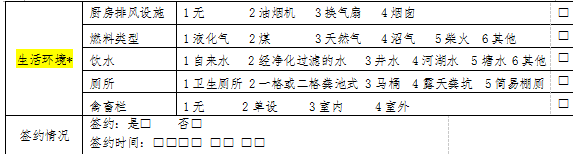 厨房排风设施 1 无 2 油烟机 3 换气扇 4 烟囱 □
燃料类型 1 液化气 2 煤 3 天然气 4 沼气 5 柴火 6 其他 □
生活环境* 饮水 1 自来水 2 经净化过滤的水 3 井水 4 河湖水 5 塘水 6 其他 □
厕所 1 卫生厕所 2 一格或二格粪池式 3 马桶 4 露天粪坑 5 简易棚厕 □
禽畜栏 1 无 2 单设 3 室内 4 室外 □
签约情况 签约：是□ 否□
签约时间：□□□□ □□ □□